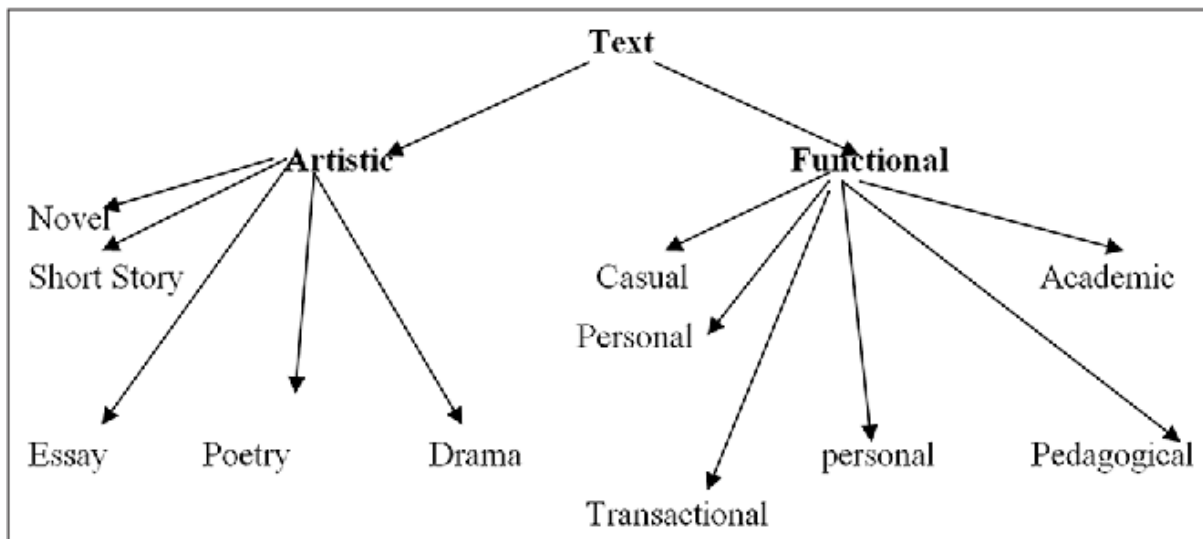 Text
Artistic Functional
Novel
Short Story Casual Academic
Personal
Essay Poetry Drama personal Pedagogical
Transactional